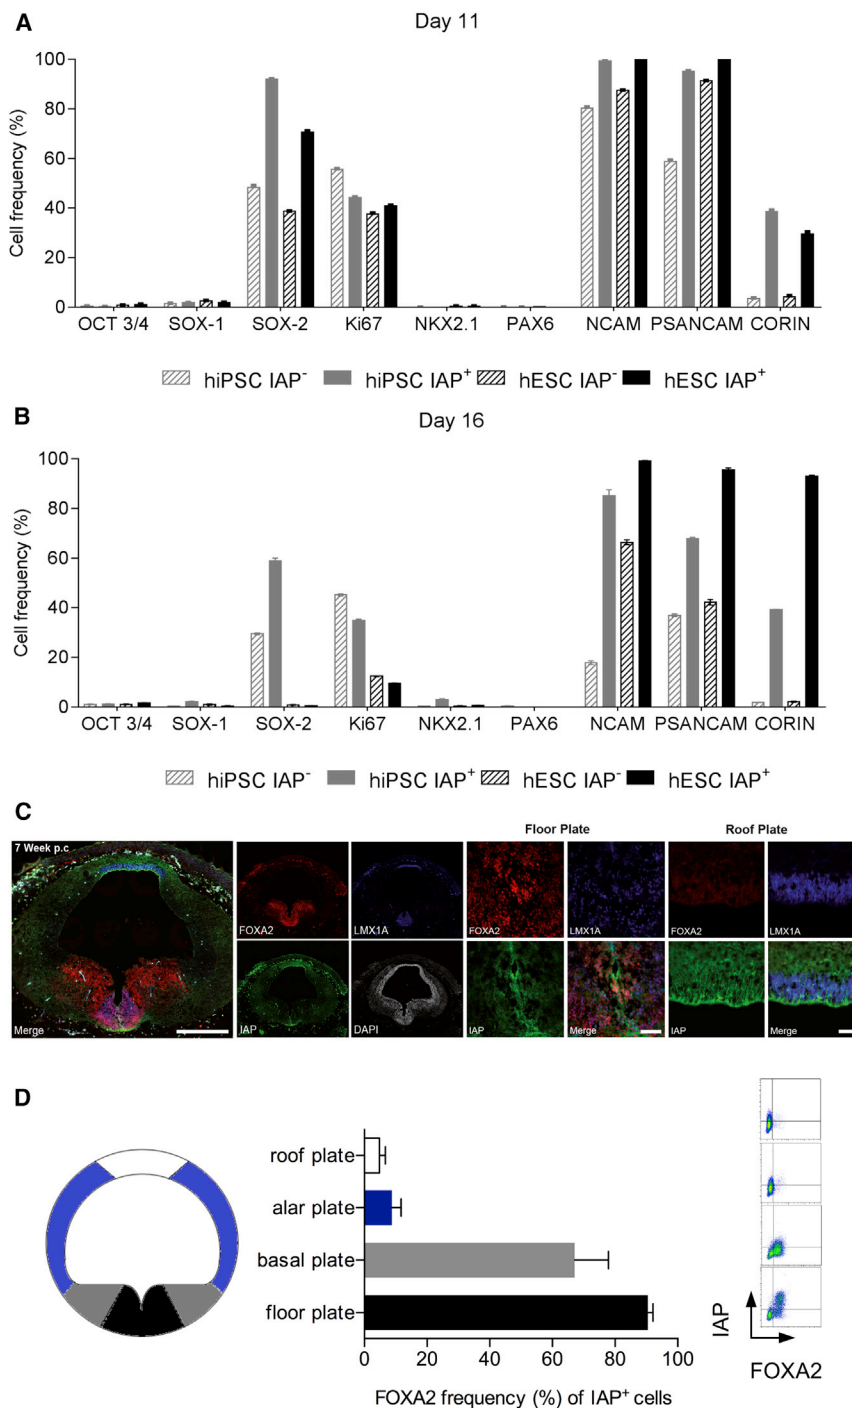 A
Day 11
Cell frequency (%)
100
80
60
40
20
0
OCT 3/4 SOX-1 SOX-2 Ki67 NKX2.1 PAX6 NCAM PSANCAM CORIN
hiPSC IAP⁻ hiPSC IAP⁺ hESC IAP⁻ hESC IAP⁺
B
Day 16
Cell frequency (%)
100
80
60
40
20
0
OCT 3/4 SOX-1 SOX-2 Ki67 NKX2.1 PAX6 NCAM PSANCAM CORIN
hiPSC IAP⁻ hiPSC IAP⁺ hESC IAP⁻ hESC IAP⁺
C
Floor Plate Roof Plate
7 Week p.c
FOXA2 LMX1A FOXA2 LMX1A FOXA2 LMX1A
Merge IAP DAPI IAP Merge IAP Merge
D
roof plate
alar plate
basal plate
floor plate
0 20 40 60 80 100
FOXA2 frequency (%) of IAP⁺ cells
IAP
FOXA2